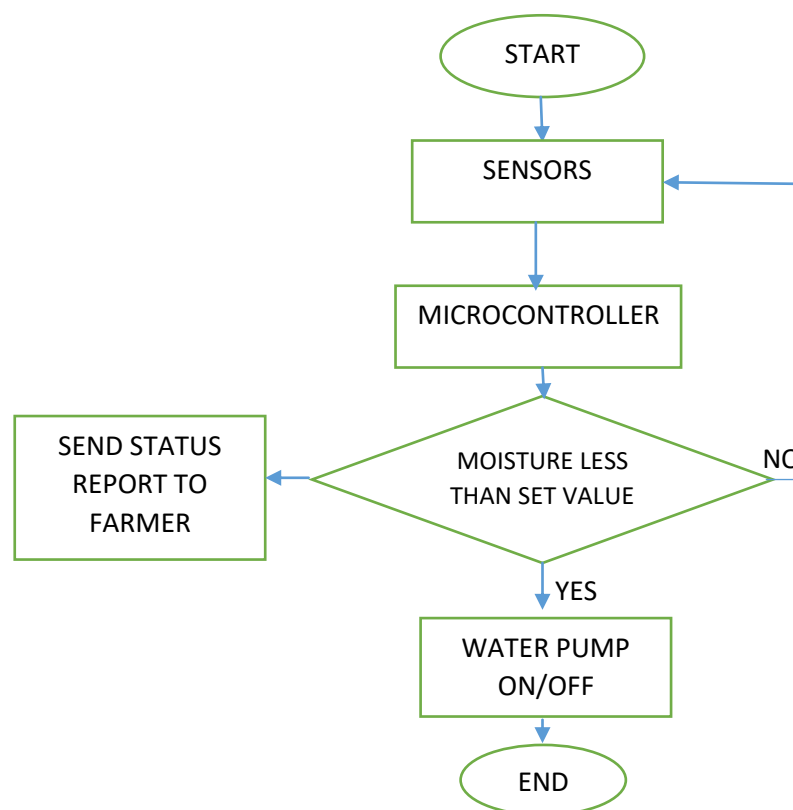 START
SENSORS
MICROCONTROLLER
SEND STATUS
REPORT TO
FARMER
MOISTURE LESS
THAN SET VALUE
NO
YES
WATER PUMP
ON/OFF
END